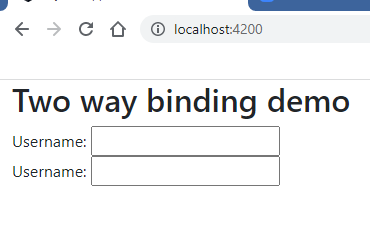 localhost:4200
Two way binding demo
Username:
Username: